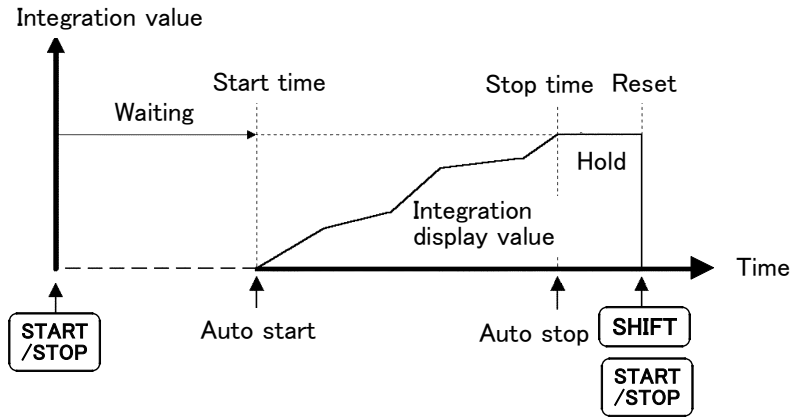 Integration value
Start time
Stop time
Reset
Waiting
Hold
Integration
display value
Time
START
/STOP
Auto start
Auto stop
SHIFT
START
/STOP